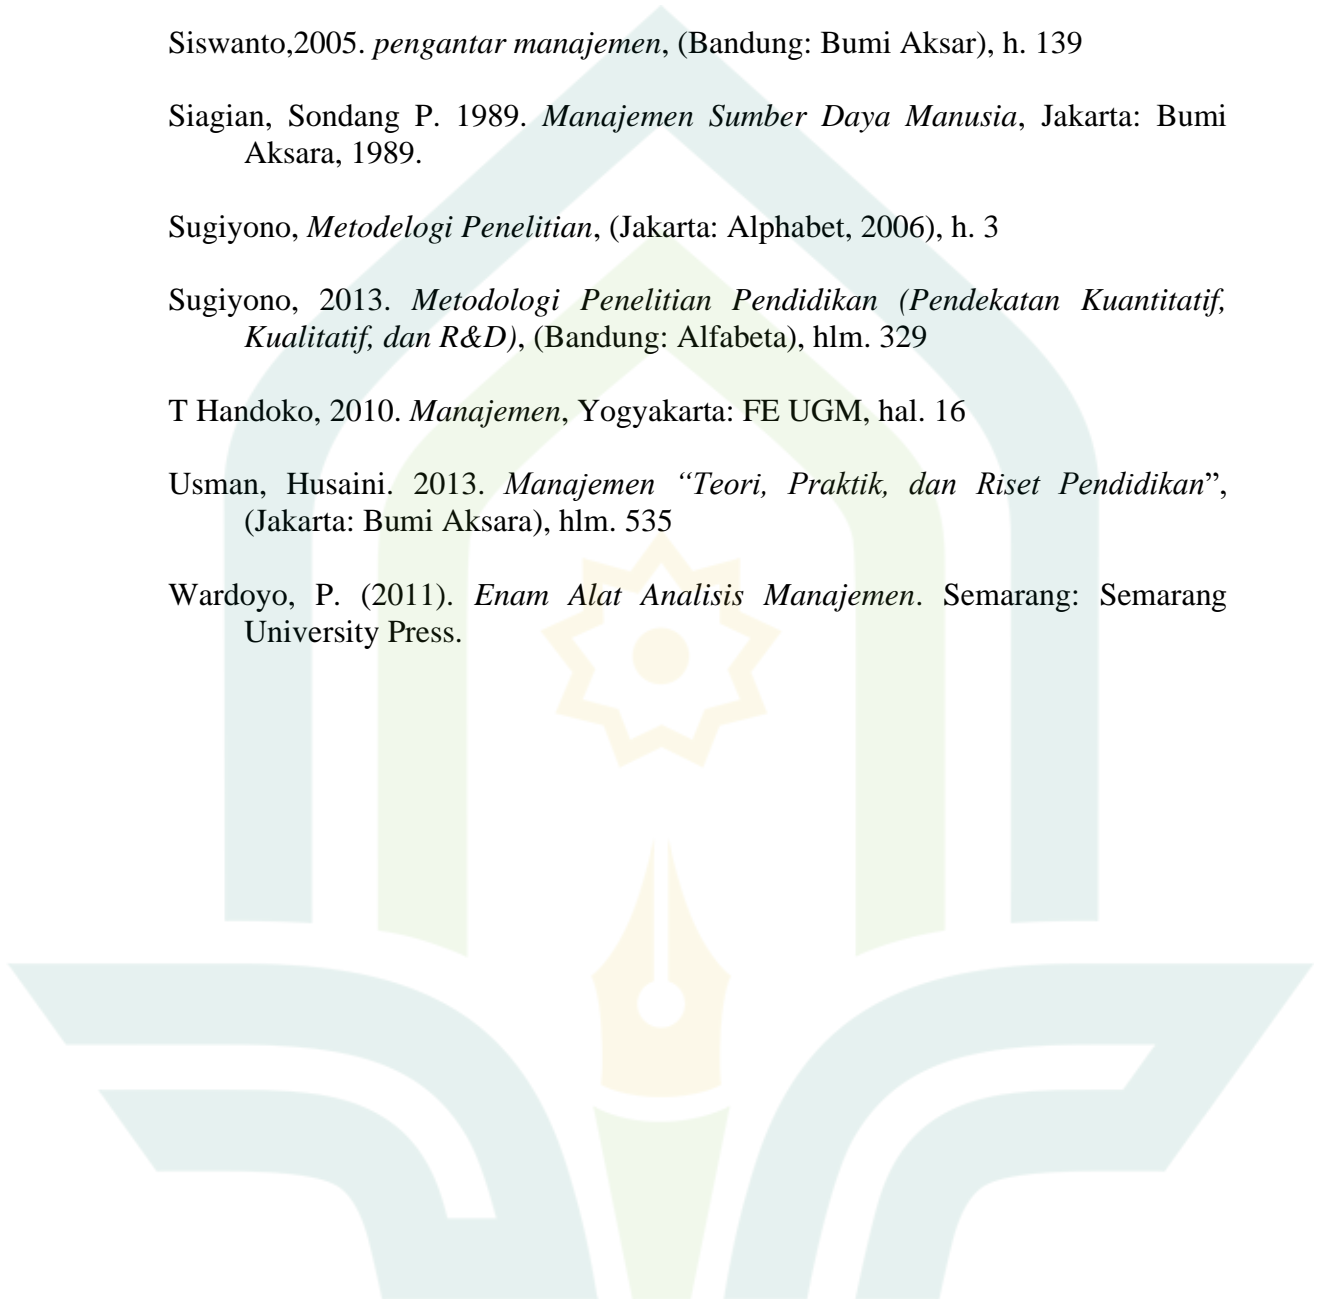 Siswanto,2005. pengantar manajemen, (Bandung: Bumi Aksar), h. 139
Siagian, Sondang P. 1989. Manajemen Sumber Daya Manusia, Jakarta: Bumi
Aksara, 1989.
Sugiyono, Metodelogi Penelitian, (Jakarta: Alphabet, 2006), h. 3
Sugiyono, 2013. Metodologi Penelitian Pendidikan (Pendekatan Kuantitatif,
Kualitatif, dan R&D), (Bandung: Alfabeta), hlm. 329
T Handoko, 2010. Manajemen, Yogyakarta: FE UGM, hal. 16
Usman, Husaini. 2013. Manajemen “Teori, Praktik, dan Riset Pendidikan”,
(Jakarta: Bumi Aksara), hlm. 535
Wardoyo, P. (2011). Enam Alat Analisis Manajemen. Semarang: Semarang
University Press.